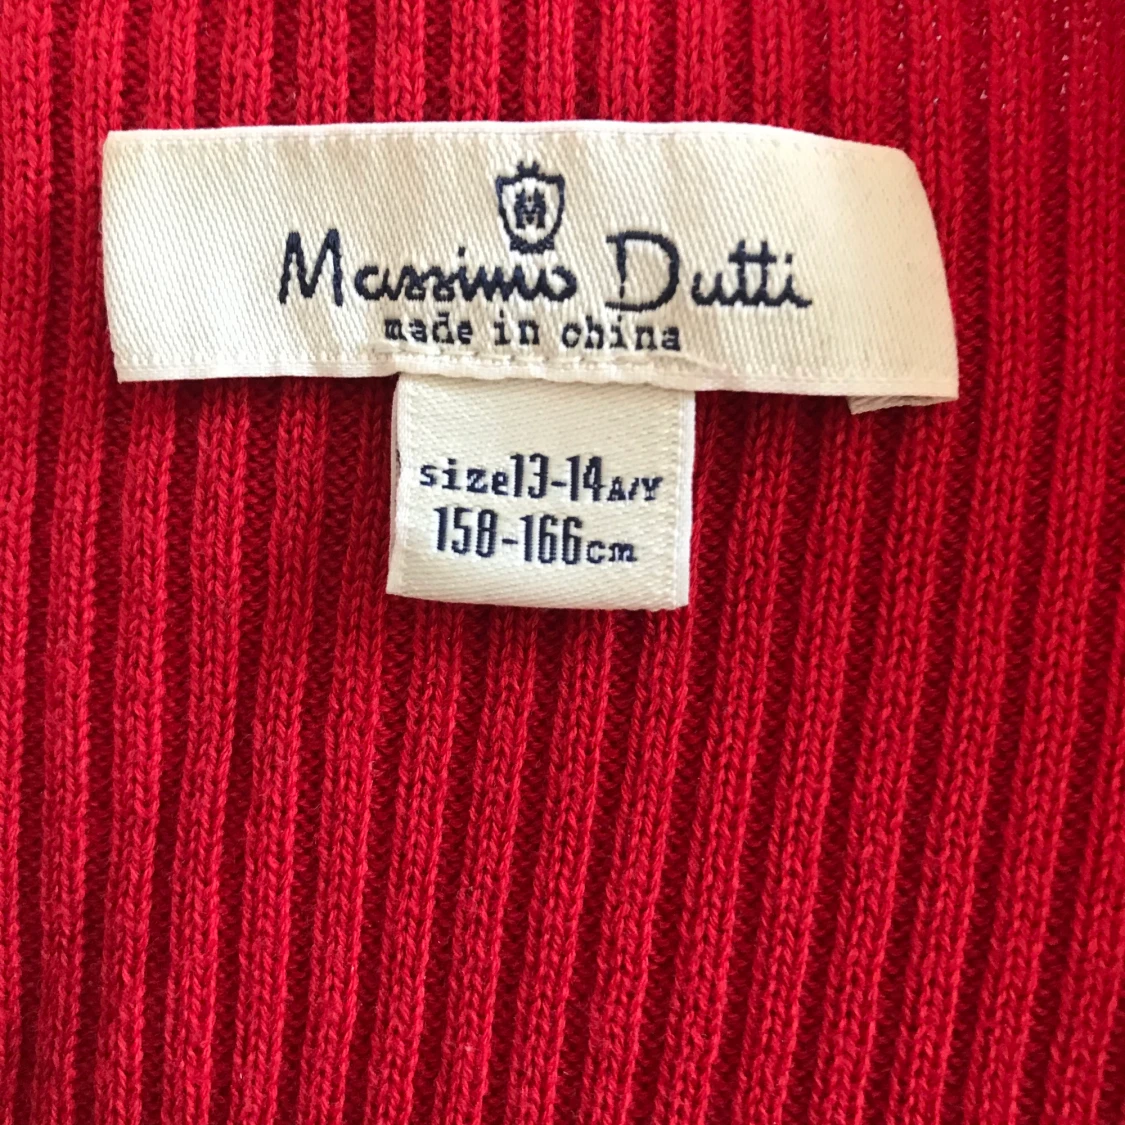 Massimo Dutti
made in china
size13-14A/Y
158-166cm